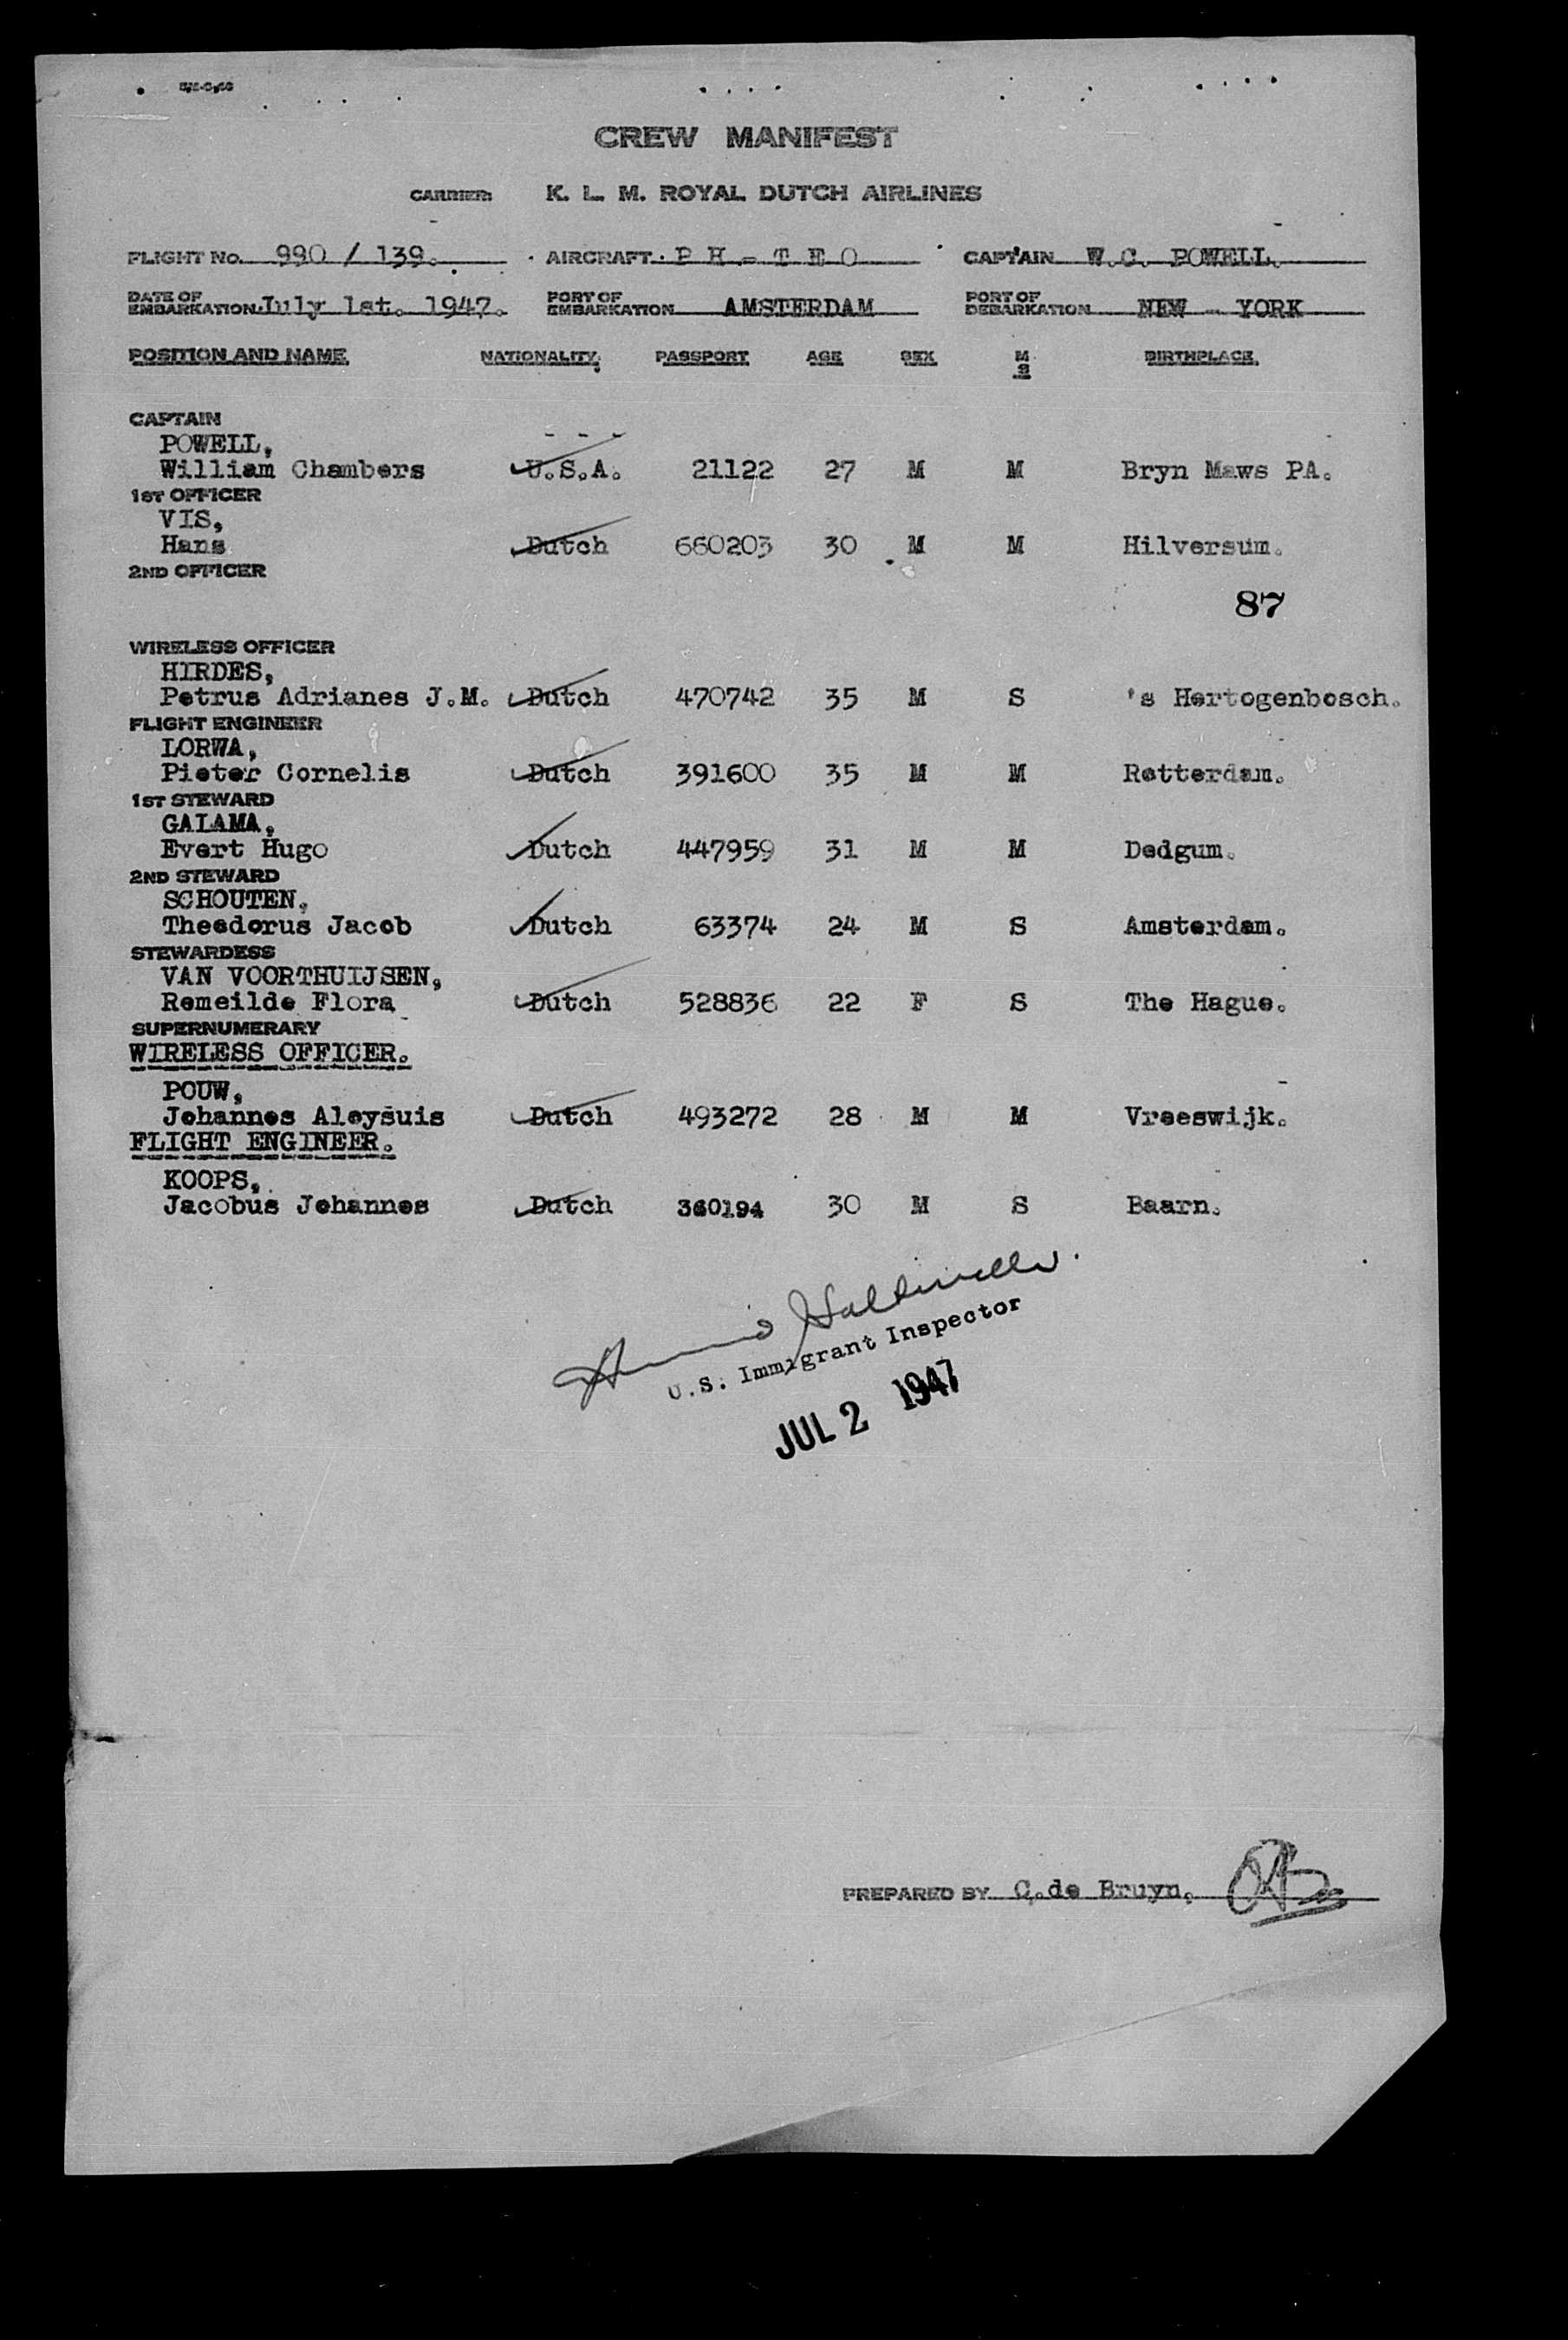 CREW MANIFEST
CARRIER: K. L. M. ROYAL DUTCH AIRLINES
FLIGHT No. 990 / 139. AIRCRAFT. P H - T E O CAPTAIN W.C. POWELL.
DATE OF EMBARKATION July 1st. 1947. PORT OF EMBARKATION AMSTERDAM PORT OF DEBARKATION NEW - YORK
POSITION AND NAME NATIONALITY PASSPORT AGE SEX M S BIRTHPLACE
CAPTAIN
POWELL,
William Chambers U.S.A. 21122 27 M M Bryn Maws PA.
1ST OFFICER
VIS,
Hans Dutch 660203 30 M M Hilversum.
2ND OFFICER
87
WIRELESS OFFICER
HIRDES,
Petrus Adrianes J.M. Dutch 470742 35 M S 's Hertogenbosch.
FLIGHT ENGINEER
LORWA,
Pieter Cornelis Dutch 391600 35 M M Rotterdam.
1ST STEWARD
GALAMA,
Evert Hugo Dutch 447959 31 M M Dedgum.
2ND STEWARD
SCHOUTEN,
Theodorus Jacob Dutch 63374 24 M S Amsterdam.
STEWARDESS
VAN VOORTHUIJSEN,
Remeilde Flora Dutch 528836 22 F S The Hague.
SUPERNUMERARY
WIRELESS OFFICER.
POUW,
Johannes Aloysuis Dutch 493272 28 M M Vreeswijk.
FLIGHT ENGINEER.
KOOPS,
Jacobus Johannes Dutch 360194 30 M S Baarn.
U.S. Immigrant Inspector
JUL 2 1947
PREPARED BY C.de Bruyn.